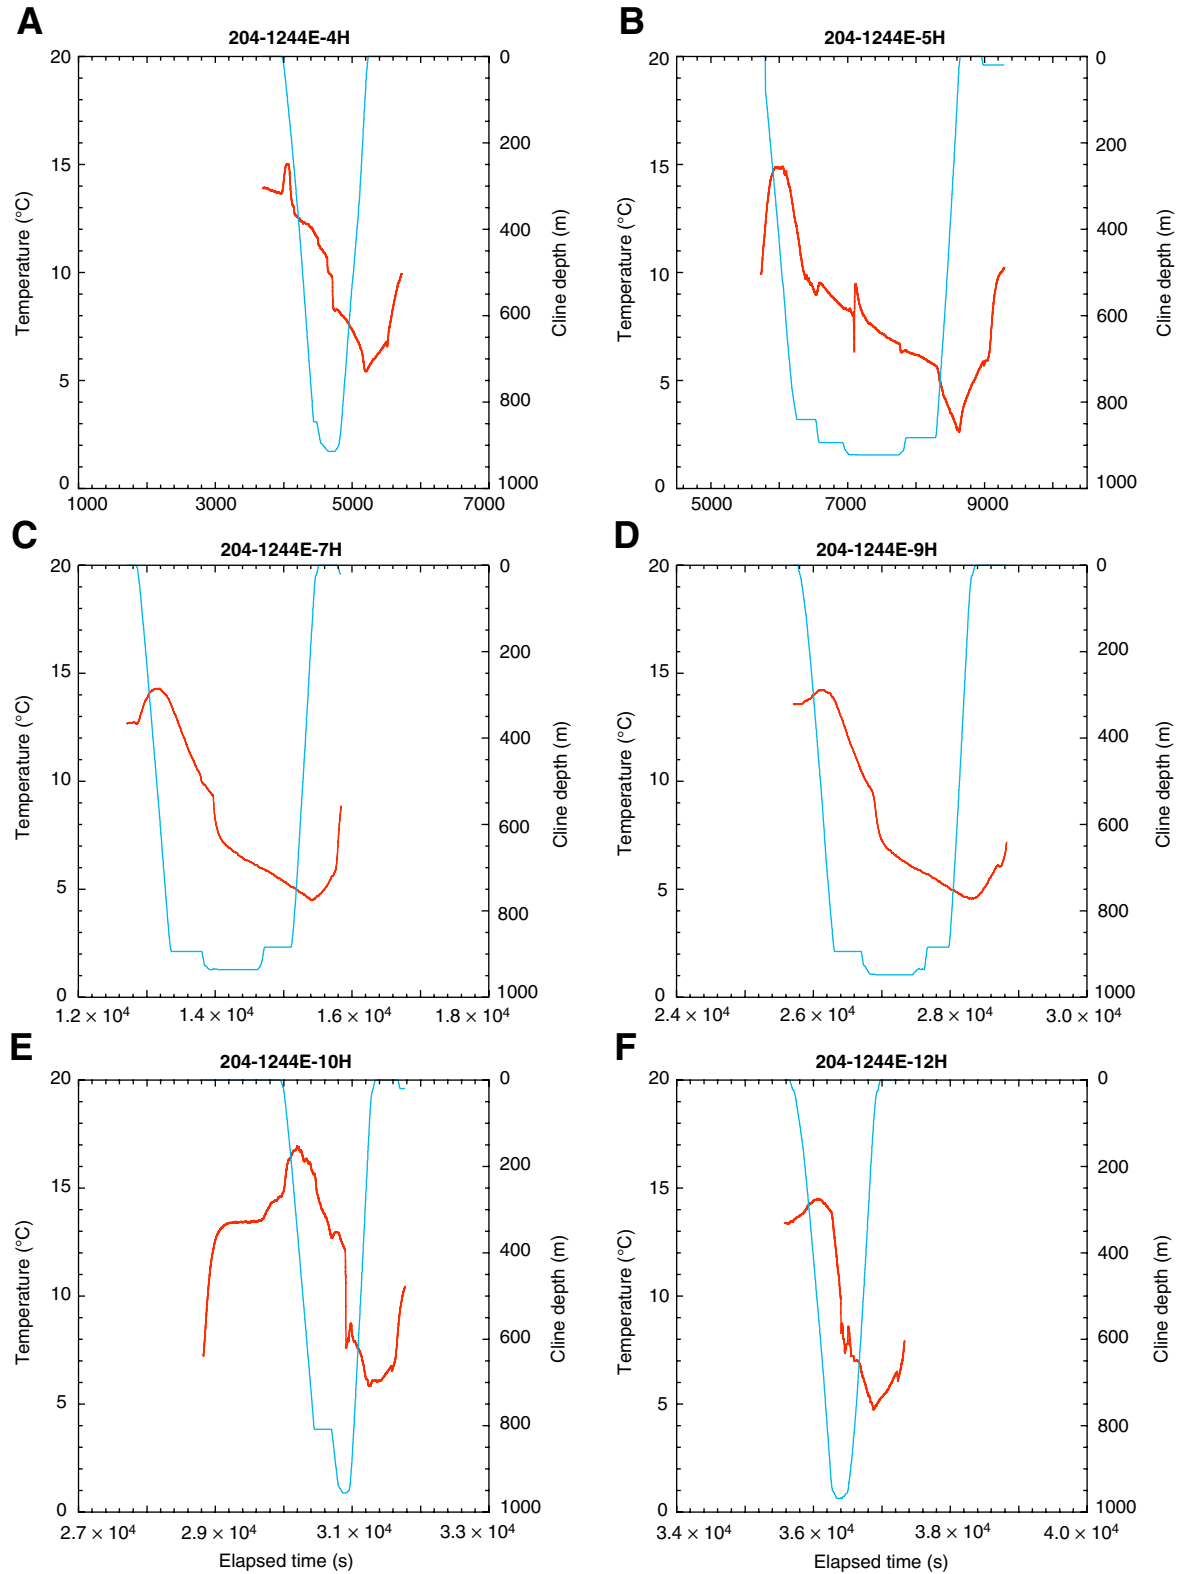 A
204-1244E-4H
20
15
10
5
0
Temperature (°C)
0
200
400
600
800
1000
Cline depth (m)
1000
3000
5000
7000
B
204-1244E-5H
20
15
10
5
0
Temperature (°C)
0
200
400
600
800
1000
Cline depth (m)
5000
7000
9000
C
204-1244E-7H
20
15
10
5
0
Temperature (°C)
0
200
400
600
800
1000
Cline depth (m)
1.2 × 10⁴
1.4 × 10⁴
1.6 × 10⁴
1.8 × 10⁴
D
204-1244E-9H
20
15
10
5
0
Temperature (°C)
0
200
400
600
800
1000
Cline depth (m)
2.4 × 10⁴
2.6 × 10⁴
2.8 × 10⁴
3.0 × 10⁴
E
204-1244E-10H
20
15
10
5
0
Temperature (°C)
0
200
400
600
800
1000
Cline depth (m)
2.7 × 10⁴
2.9 × 10⁴
3.1 × 10⁴
3.3 × 10⁴
Elapsed time (s)
F
204-1244E-12H
20
15
10
5
0
Temperature (°C)
0
200
400
600
800
1000
Cline depth (m)
3.4 × 10⁴
3.6 × 10⁴
3.8 × 10⁴
4.0 × 10⁴
Elapsed time (s)